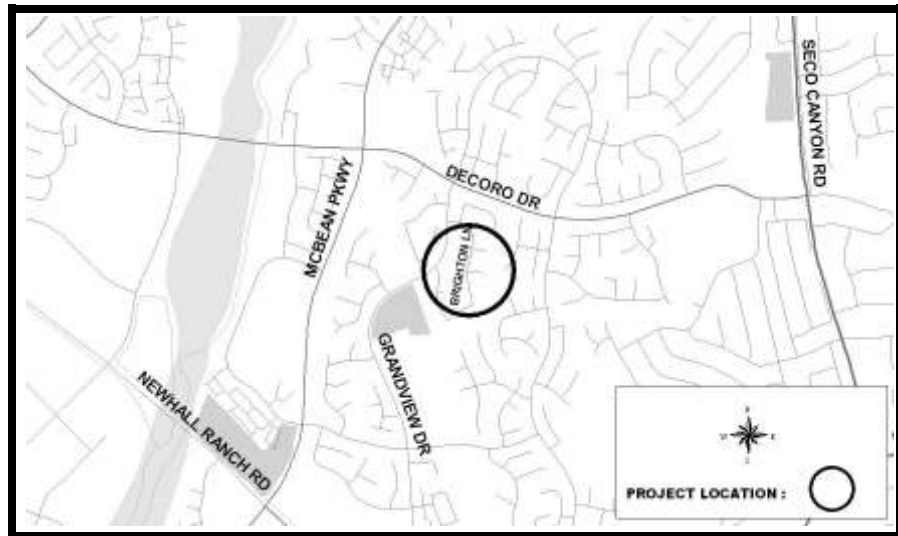 SECO CANYON RD
DECORO DR
MCBEAN PKWY
BRIGHTON LN
GRANDVIEW DR
NEWHALL RANCH RD
PROJECT LOCATION :